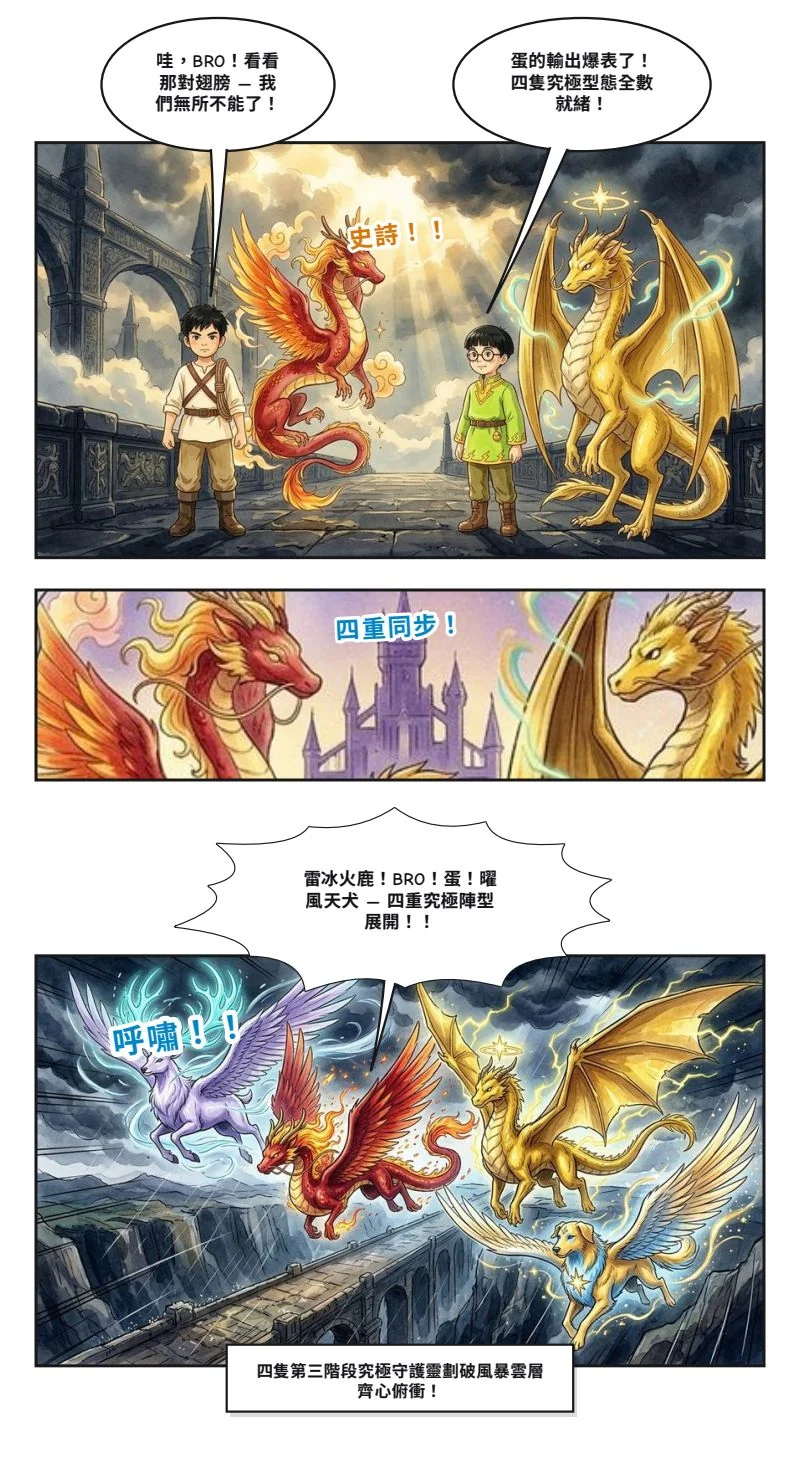 哇，BRO！看看
那對翅膀 — 我
們無所不能了！
蛋的輸出爆表了！
四隻究極型態全數
就緒！
史詩！！
四重同步！
雷冰火鹿！BRO！蛋！曜
風天犬 — 四重究極陣型
展開！！
呼嘯！！
四隻第三階段究極守護靈劃破風暴雲層
齊心俯衝！